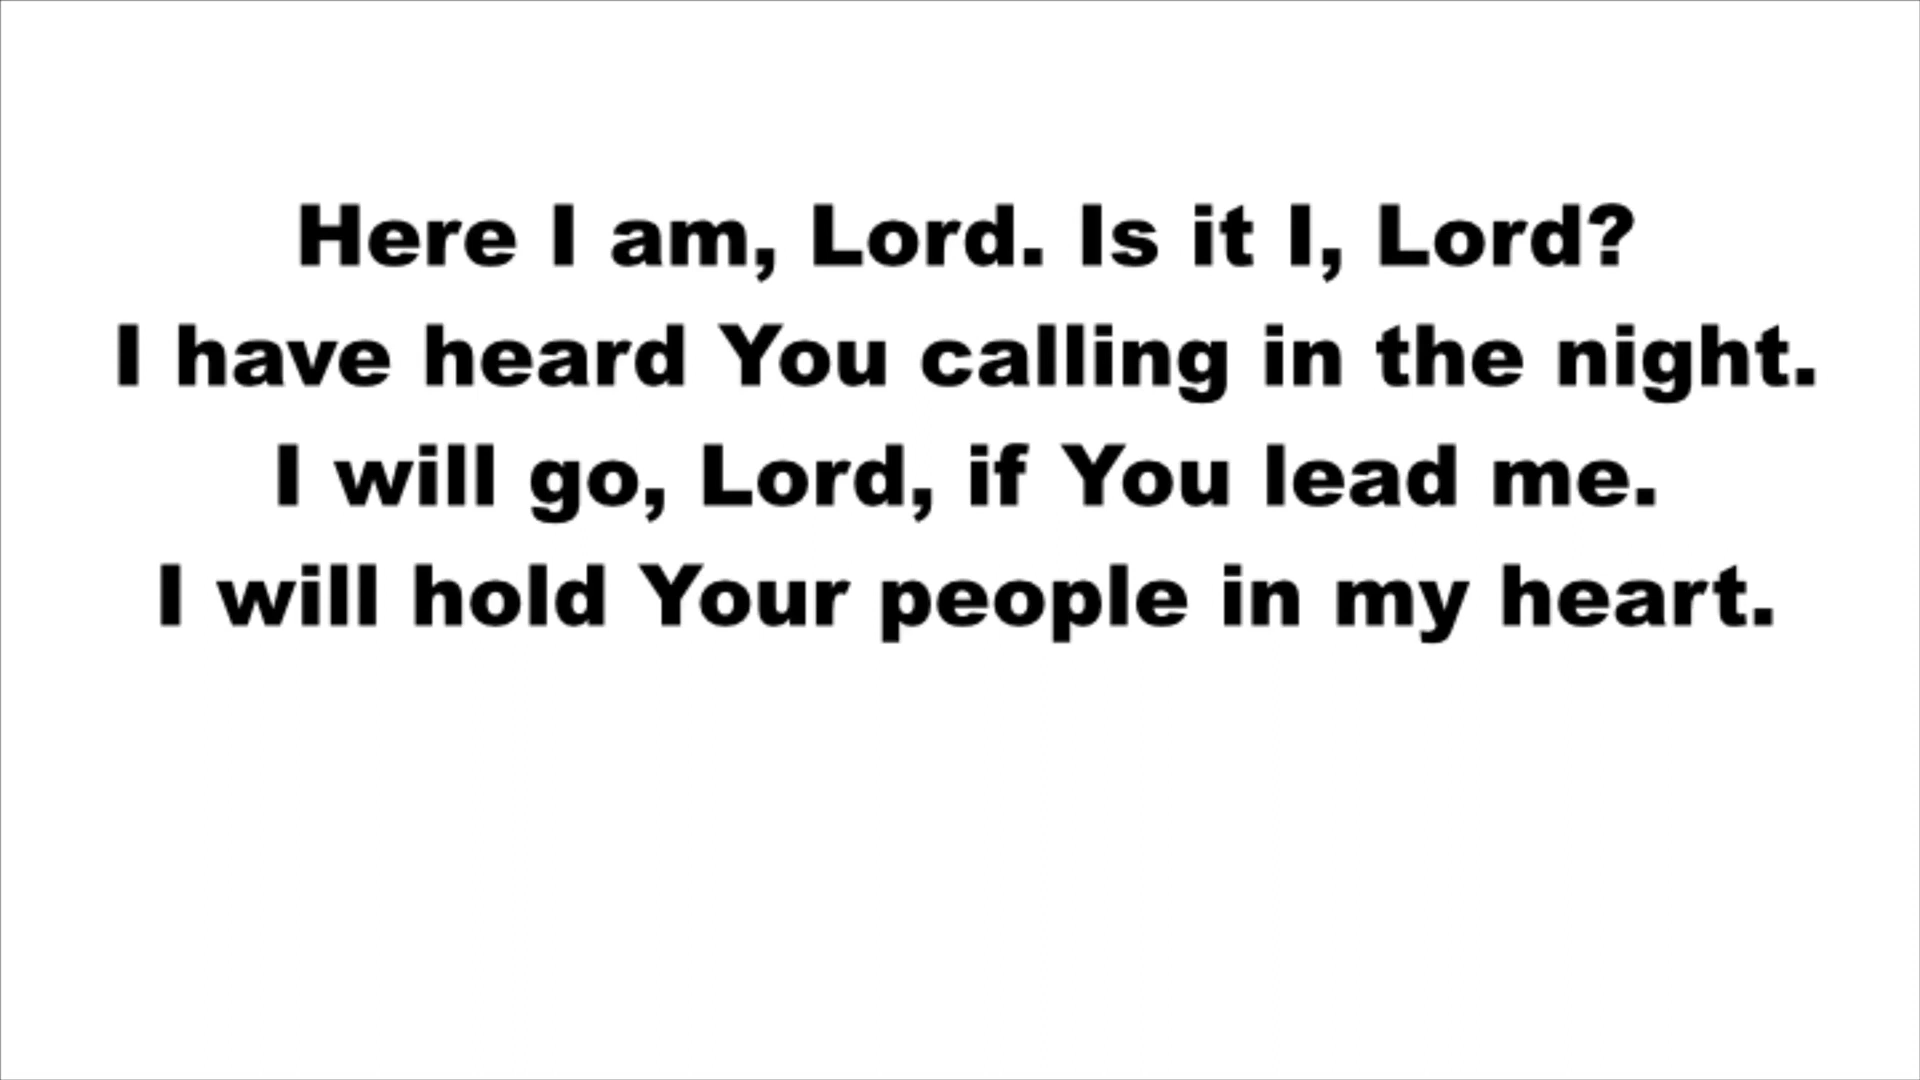 Here I am, Lord. Is it I, Lord?
I have heard You calling in the night.
I will go, Lord, if You lead me.
I will hold Your people in my heart.